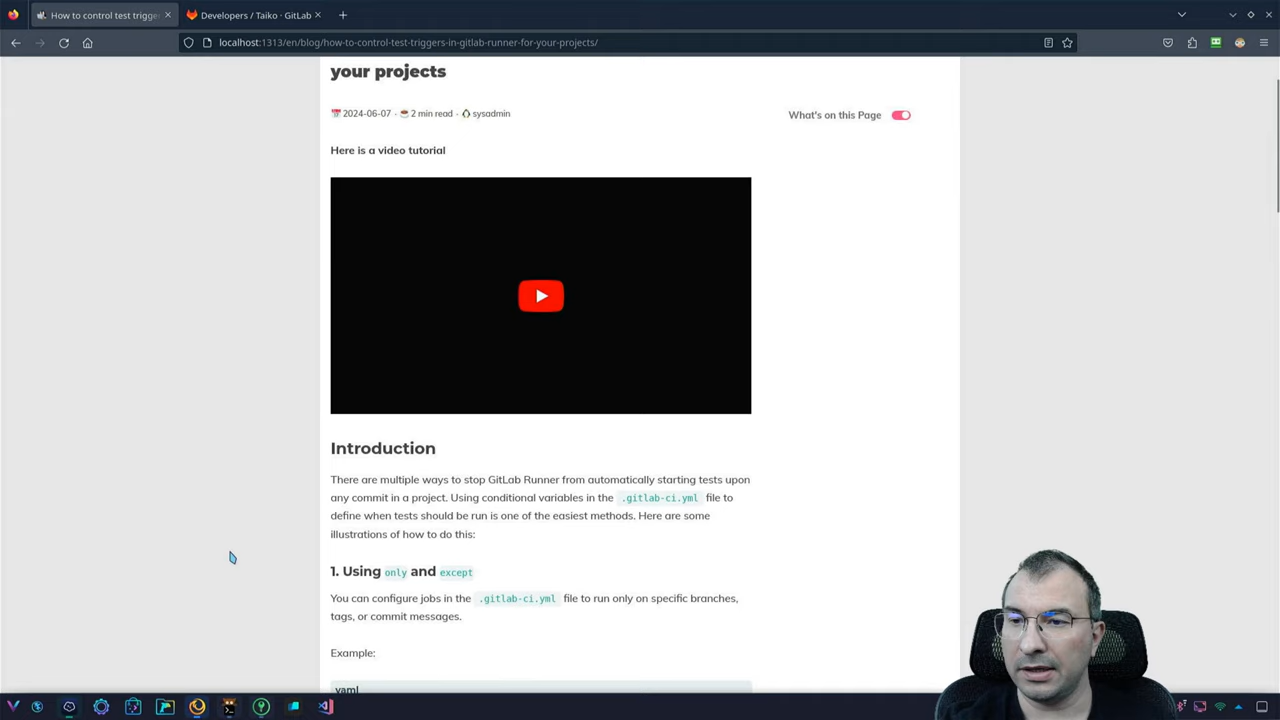 How to control test trigge
Developers / Taiko · GitLab
localhost:1313/en/blog/how-to-control-test-triggers-in-gitlab-runner-for-your-projects/
your projects
2024-06-07 · 2 min read · sysadmin
What's on this Page
Here is a video tutorial
Introduction
There are multiple ways to stop GitLab Runner from automatically starting tests upon
any commit in a project. Using conditional variables in the .gitlab-ci.yml file to
define when tests should be run is one of the easiest methods. Here are some
illustrations of how to do this:
1. Using only and except
You can configure jobs in the .gitlab-ci.yml file to run only on specific branches,
tags, or commit messages.
Example:
yaml